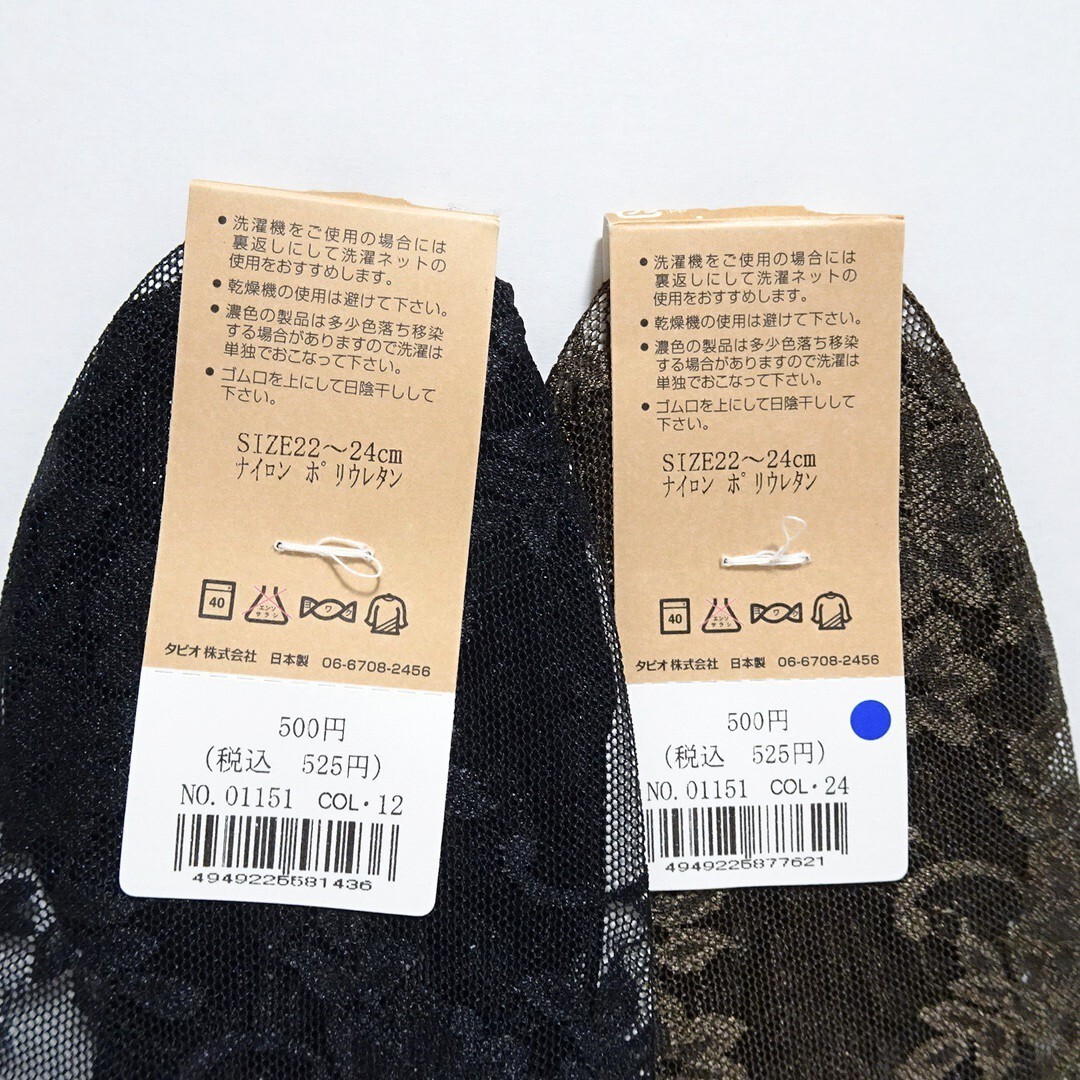 ● 洗濯機をご使用の場合には
裏返しにして洗濯ネットの
使用をおすすめします。
● 乾燥機の使用は避けて下さい。
● 濃色の製品は多少色落ち移染
する場合がありますので洗濯は
単独でおこなって下さい。
● ゴム口を上にして日陰干しして
下さい。
SIZE22～24cm
ナイロン ポリウレタン
40
エンソ
サラシ
タビオ株式会社 日本製 06-6708-2456
500円
(税込 525円)
NO.01151 COL・12
4949225581436
● 洗濯機をご使用の場合には
裏返しにして洗濯ネットの
使用をおすすめします。
● 乾燥機の使用は避けて下さい。
● 濃色の製品は多少色落ち移染
する場合がありますので洗濯は
単独でおこなって下さい。
● ゴム口を上にして日陰干しして
下さい。
SIZE22～24cm
ナイロン ポリウレタン
40
エンソ
サラシ
タビオ株式会社 日本製 06-6708-2456
500円
(税込 525円)
NO.01151 COL・24
4949225877621